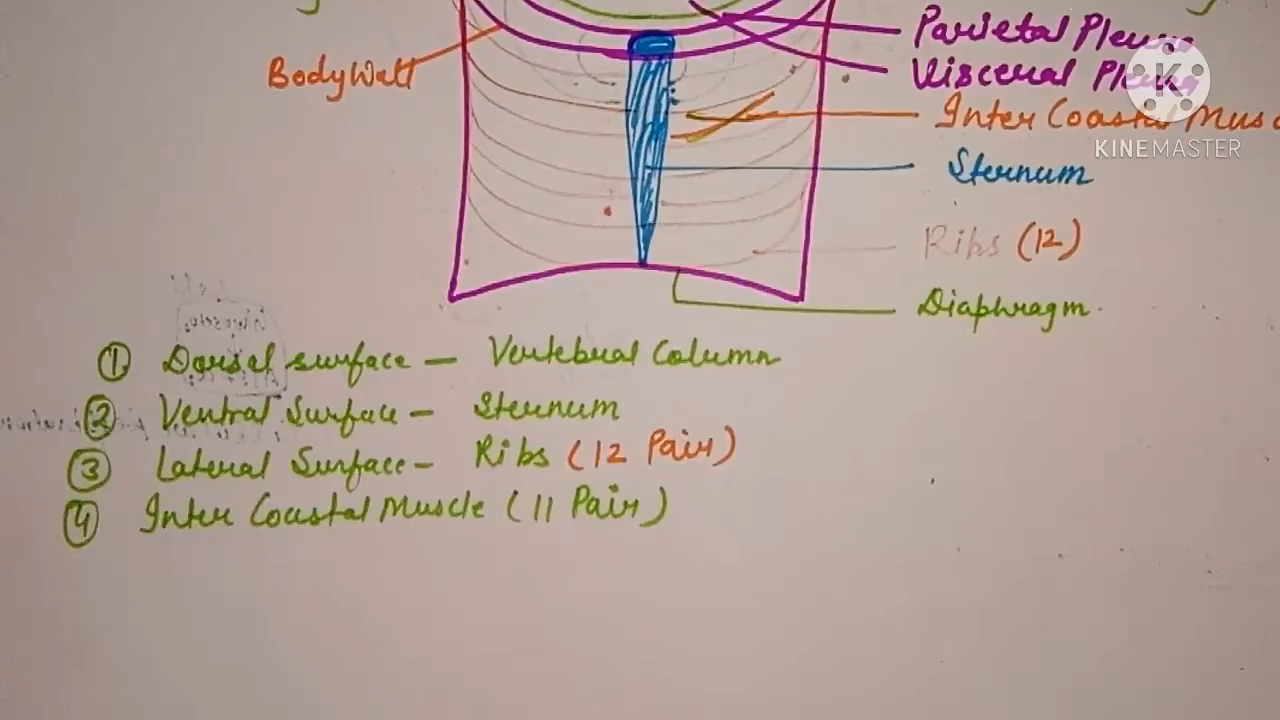 Parietal Pleura
Body Wall
Visceral Pleura
Inter Coastal Musc
KINEMASTER
Sternum
Ribs (12)
Diaphragm
① Dorsal surface — Vertebral Column
② Ventral Surface — Sternum
③ Lateral Surface — Ribs (12 Pair)
④ Inter Coastal Muscle (11 Pair)